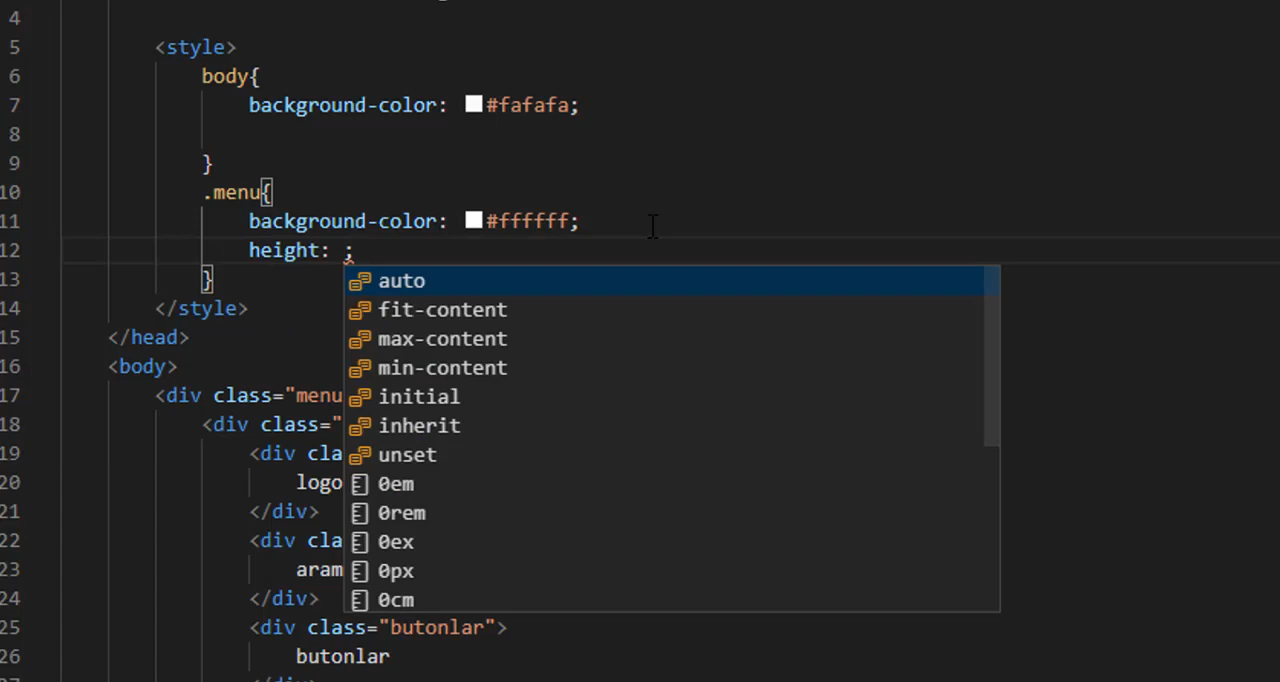 4
5 <style>
6 body{
7 background-color: #fafafa;
8
9 }
10 .menu{
11 background-color: #ffffff;
12 height: ;
13 }
auto
14 </style>
fit-content
15 </head>
max-content
16 <body>
min-content
17 <div class="menu
initial
18 <div class="
inherit
19 <div cla
unset
20 logo
0em
21 </div>
0rem
22 <div cla
0ex
23 aram
0px
24 </div>
0cm
25 <div class="butonlar">
26 butonlar